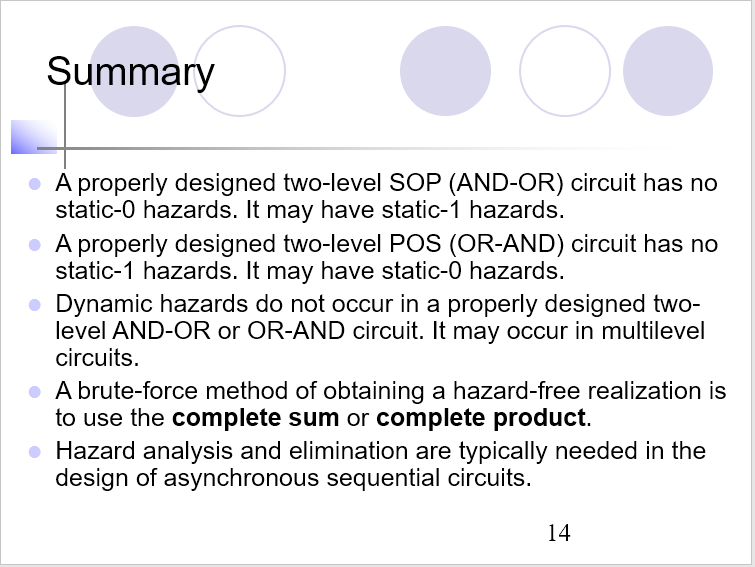 Summary
A properly designed two-level SOP (AND-OR) circuit has no
static-0 hazards. It may have static-1 hazards.
A properly designed two-level POS (OR-AND) circuit has no
static-1 hazards. It may have static-0 hazards.
Dynamic hazards do not occur in a properly designed two-
level AND-OR or OR-AND circuit. It may occur in multilevel
circuits.
A brute-force method of obtaining a hazard-free realization is
to use the complete sum or complete product.
Hazard analysis and elimination are typically needed in the
design of asynchronous sequential circuits.
14